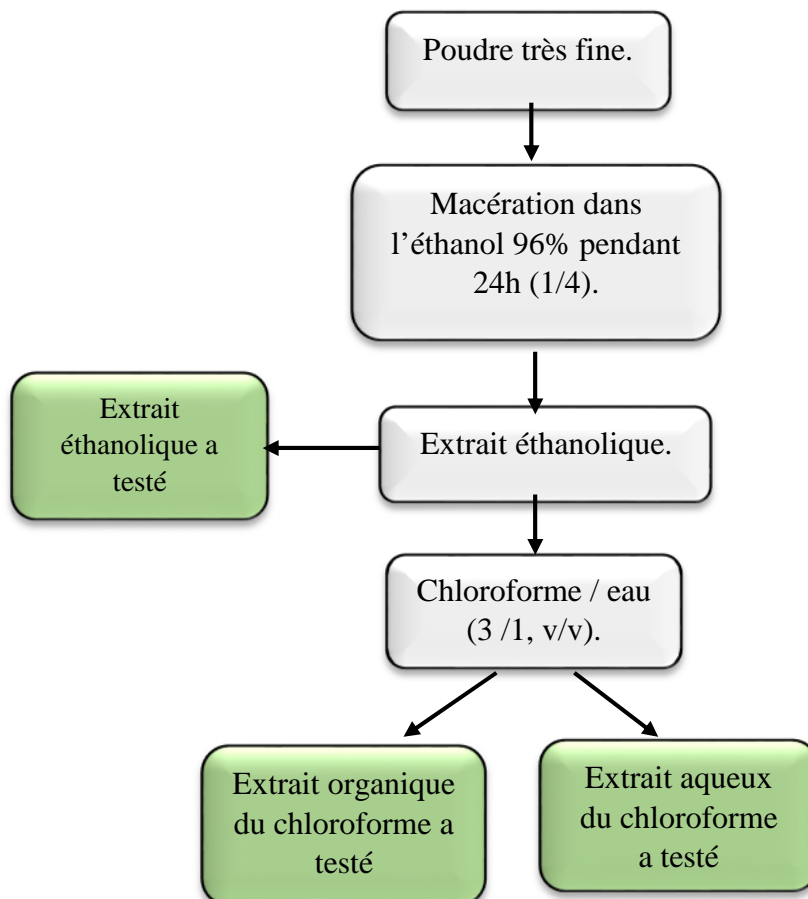 Poudre très fine.
Macération dans
l’éthanol 96% pendant
24h (1/4).
Extrait
éthanolique a
testé
Extrait éthanolique.
Chloroforme / eau
(3 /1, v/v).
Extrait organique
du chloroforme a
testé
Extrait aqueux
du chloroforme
a testé